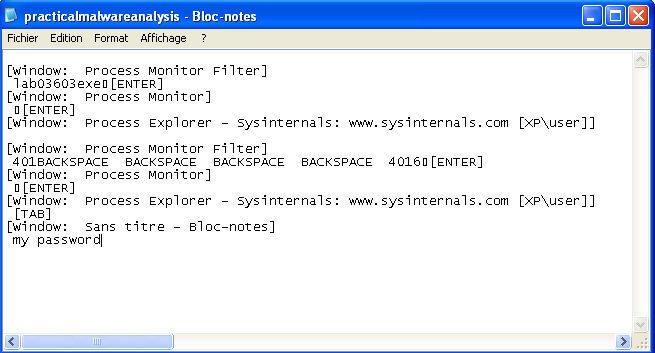 practicalmalwareanalysis - Bloc-notes
Fichier Edition Format Affichage ?
[Window: Process Monitor Filter]
lab03603exe▯[ENTER]
[Window: Process Monitor]
▯[ENTER]
[Window: Process Explorer - Sysinternals: www.sysinternals.com [XP\user]]
[Window: Process Monitor Filter]
401BACKSPACE BACKSPACE BACKSPACE BACKSPACE 4016▯[ENTER]
[Window: Process Monitor]
▯[ENTER]
[Window: Process Explorer - Sysinternals: www.sysinternals.com [XP\user]]
[TAB]
[Window: Sans titre - Bloc-notes]
my password